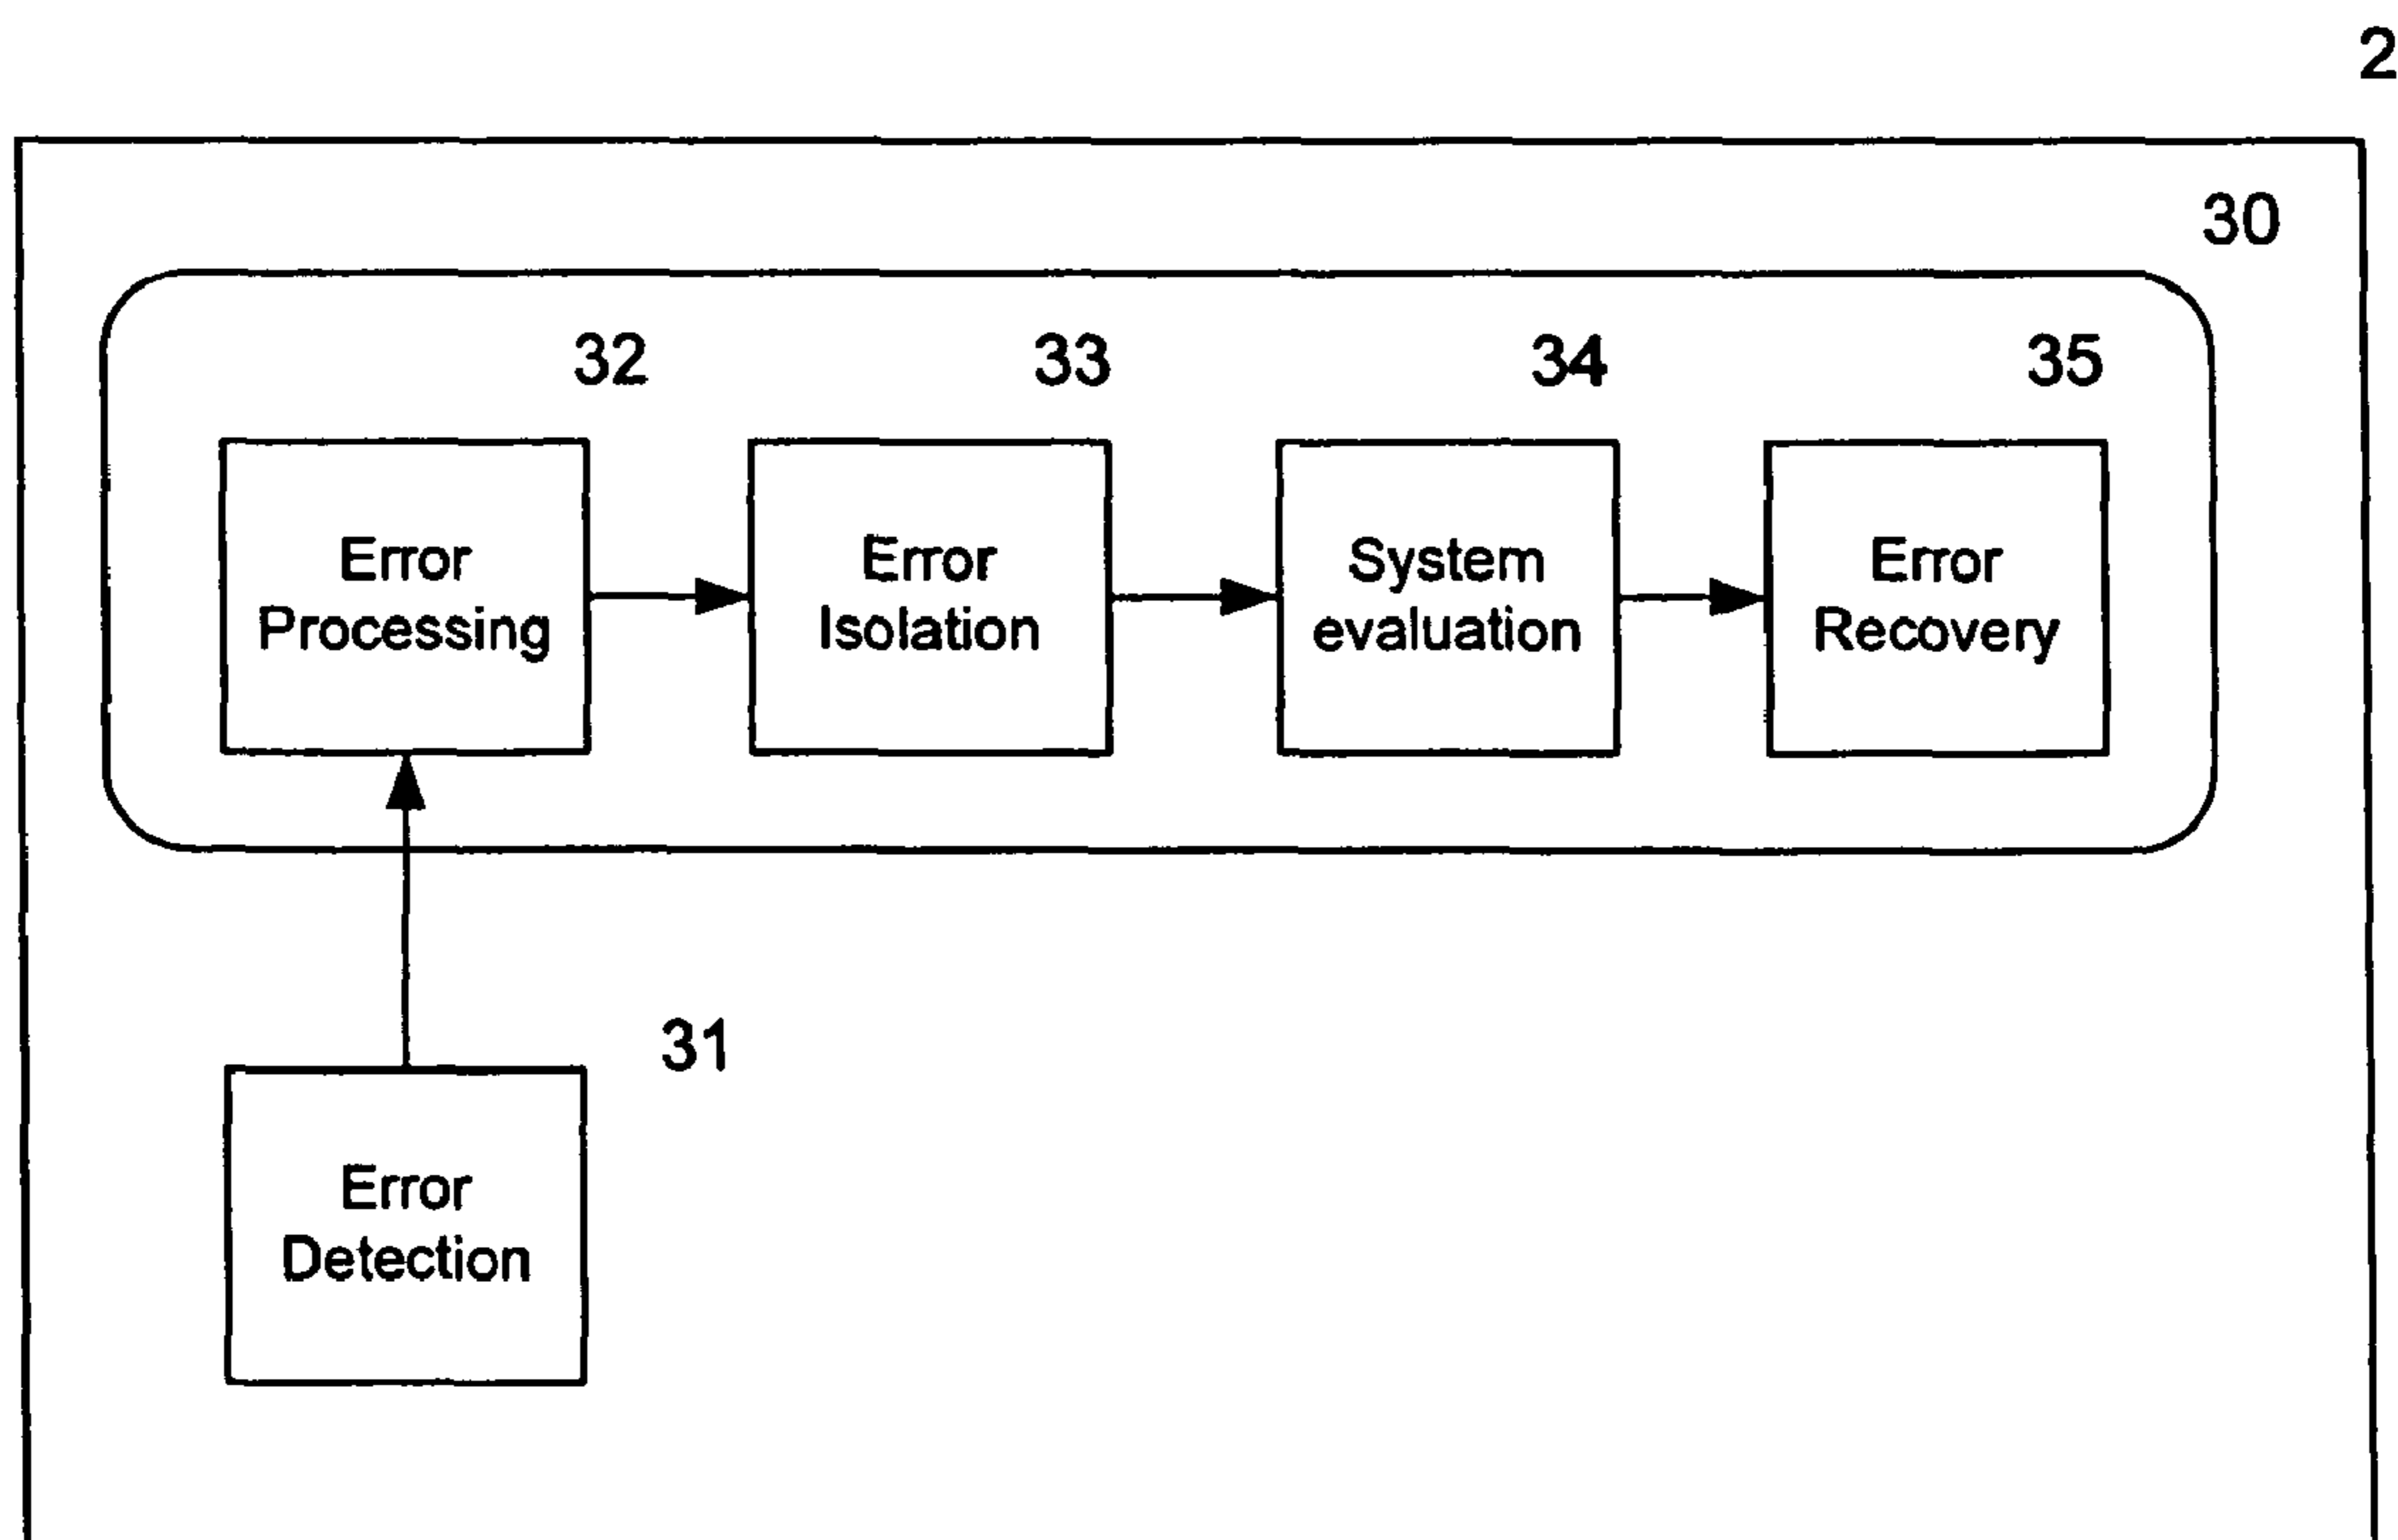 2
30
32
33
34
35
Error
Processing
Error
Isolation
System
evaluation
Error
Recovery
31
Error
Detection